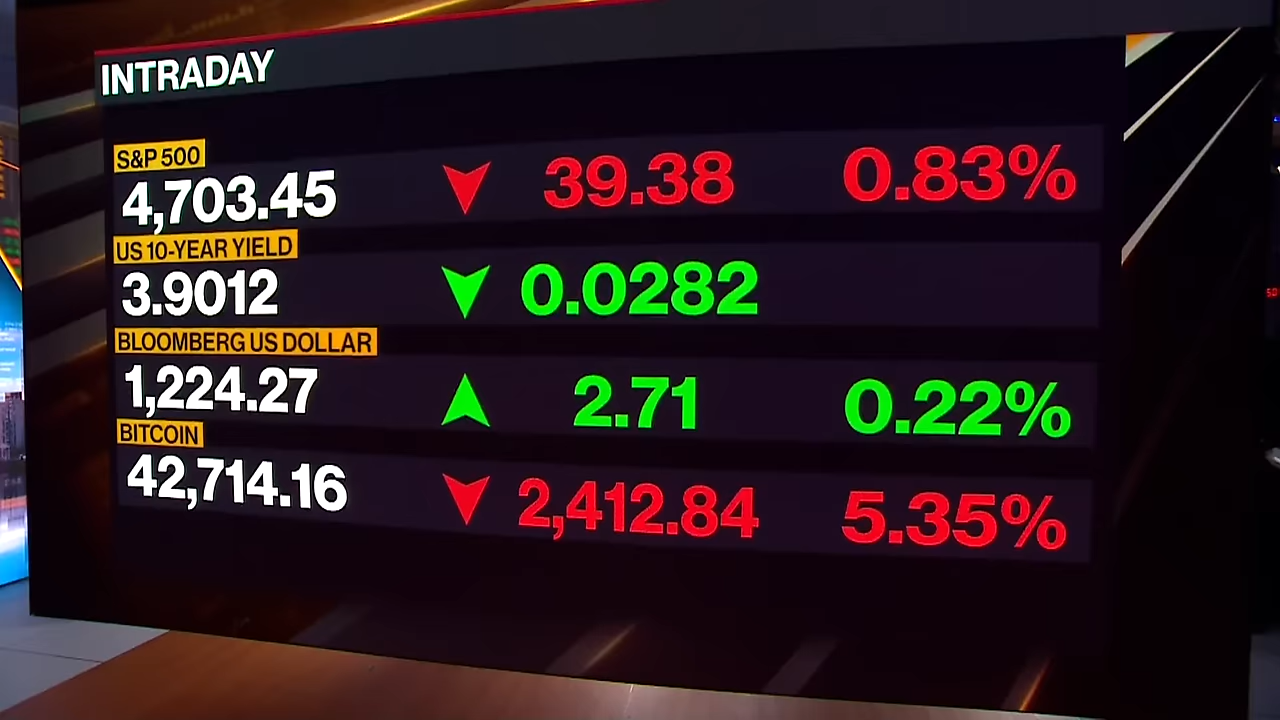 INTRADAY
S&P 500
4,703.45 39.38 0.83%
US 10-YEAR YIELD
3.9012 0.0282
BLOOMBERG US DOLLAR
1,224.27 2.71 0.22%
BITCOIN
42,714.16 2,412.84 5.35%